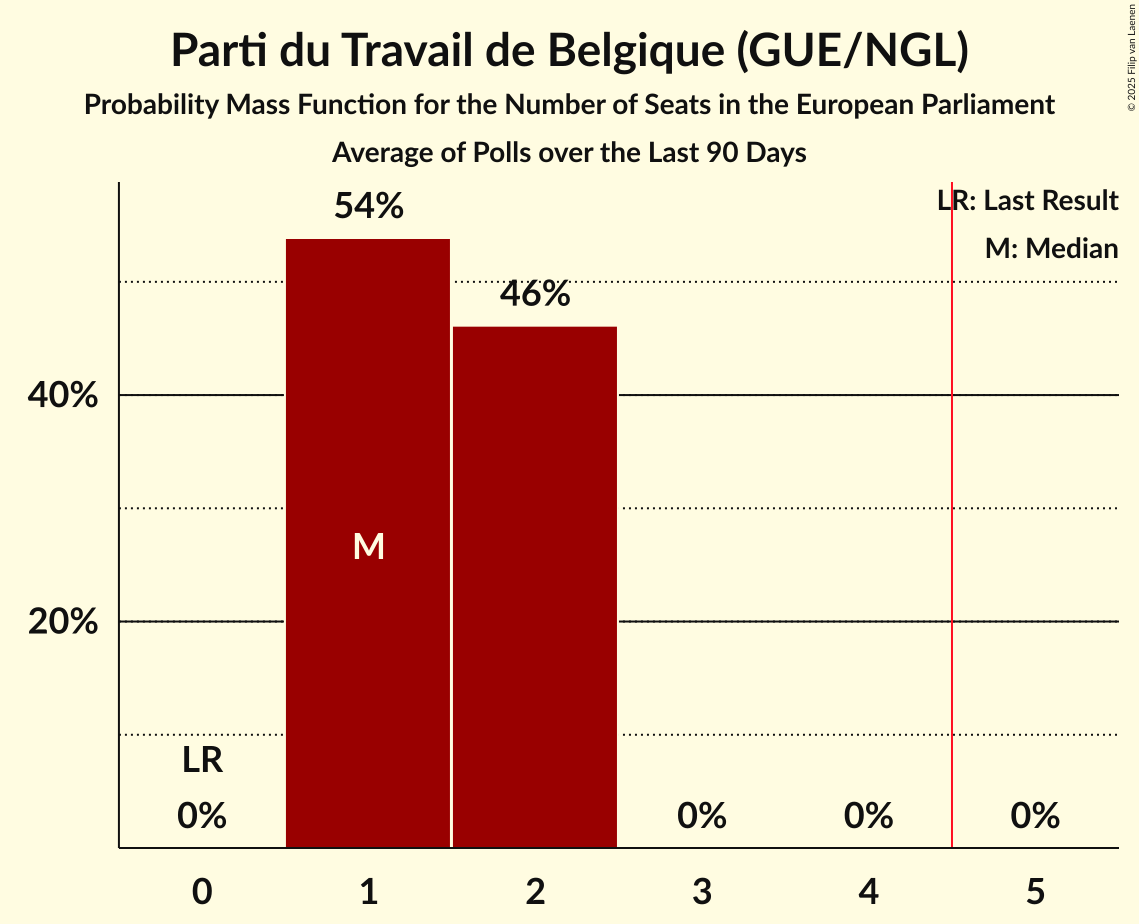 Parti du Travail de Belgique (GUE/NGL)
Probability Mass Function for the Number of Seats in the European Parliament
Average of Polls over the Last 90 Days
© 2025 Filip van Laenen
LR: Last Result
M: Median
54%
46%
40%
M
20%
LR
0%
0%
0%
0%
0 1 2 3 4 5